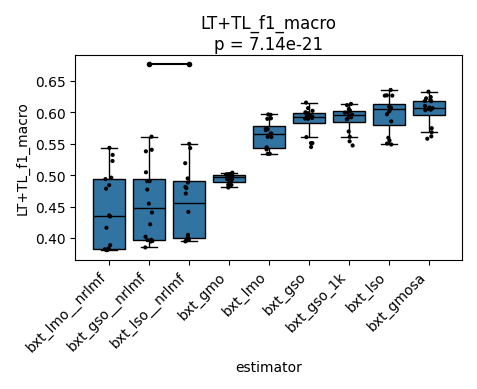 LT+TL_f1_macro
p = 7.14e-21
LT+TL_f1_macro
0.65
0.60
0.55
0.50
0.45
0.40
bxt_lmo__nrlmf
bxt_gso__nrlmf
bxt_lso__nrlmf
bxt_gmo
bxt_lmo
bxt_gso
bxt_gso_1k
bxt_lso
bxt_gmosa
estimator